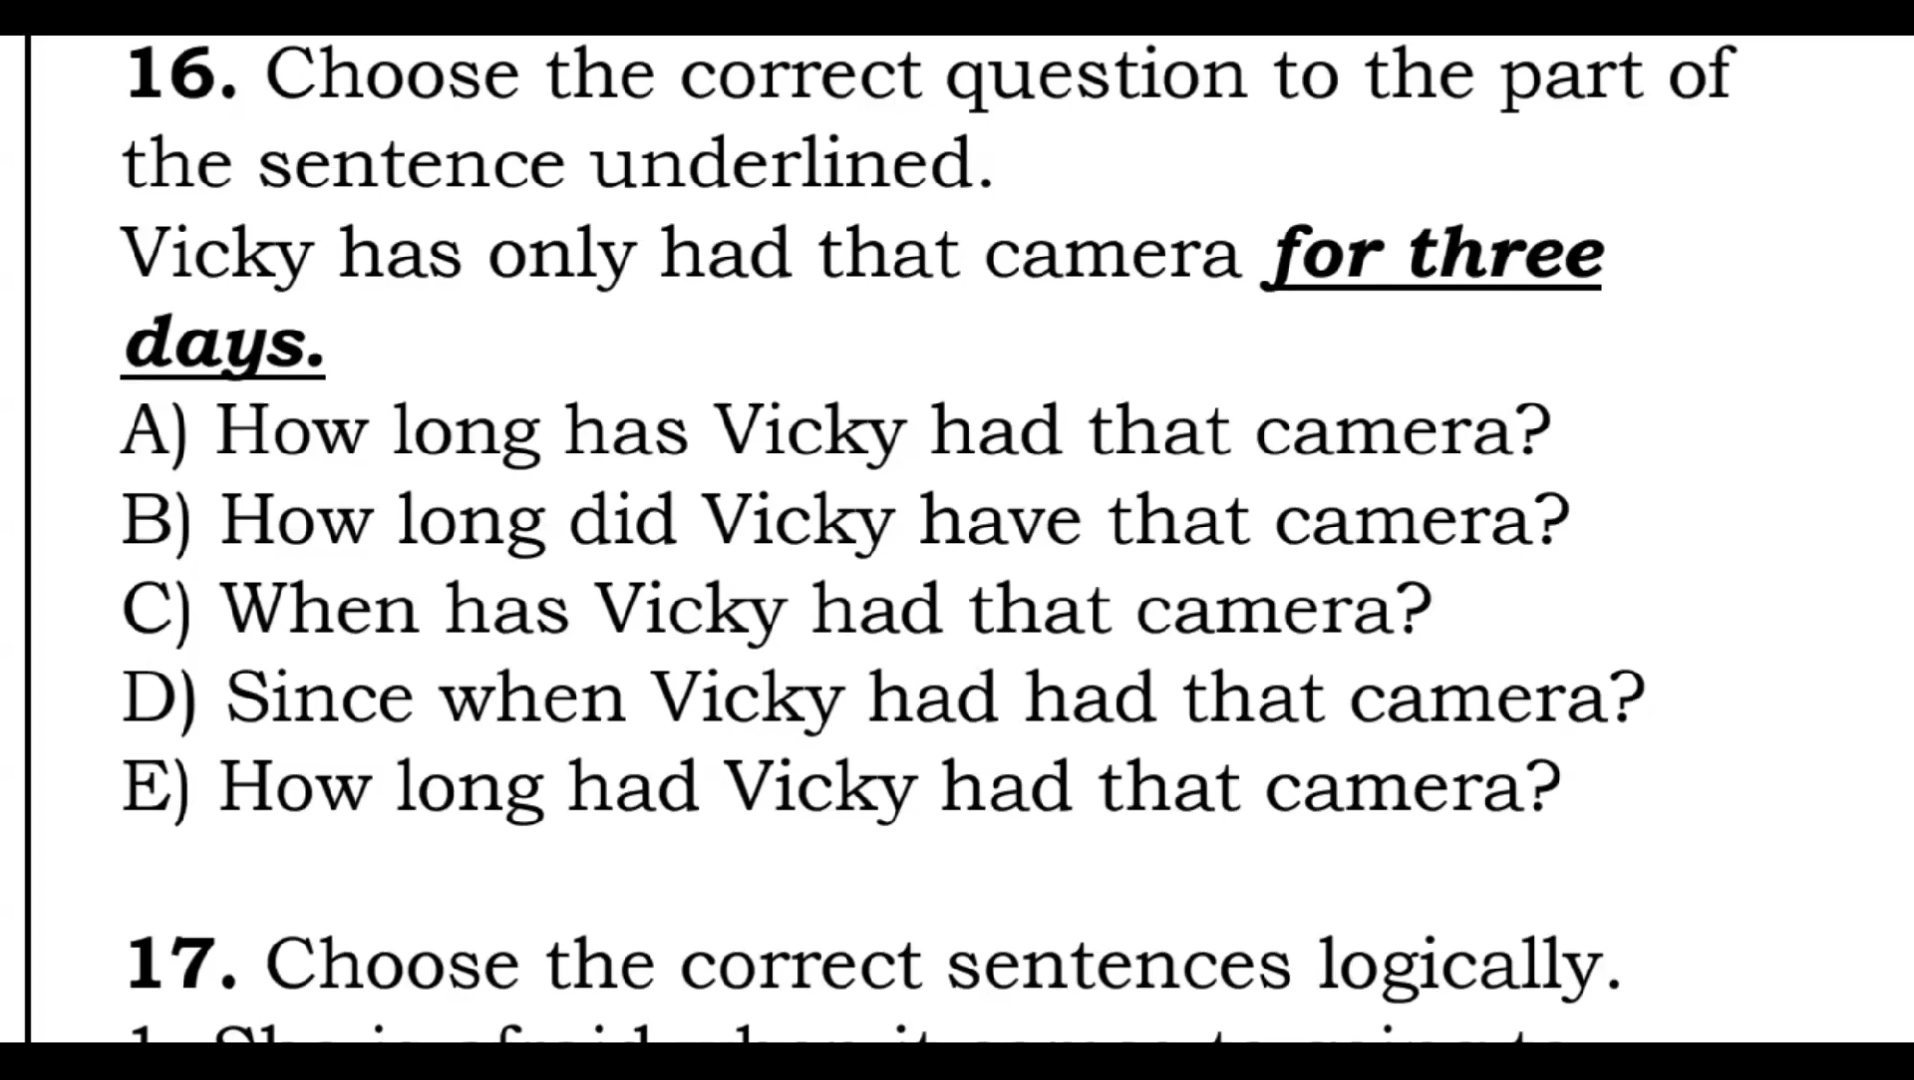 16. Choose the correct question to the part of
the sentence underlined.
Vicky has only had that camera for three
days.
A) How long has Vicky had that camera?
B) How long did Vicky have that camera?
C) When has Vicky had that camera?
D) Since when Vicky had had that camera?
E) How long had Vicky had that camera?
17. Choose the correct sentences logically.